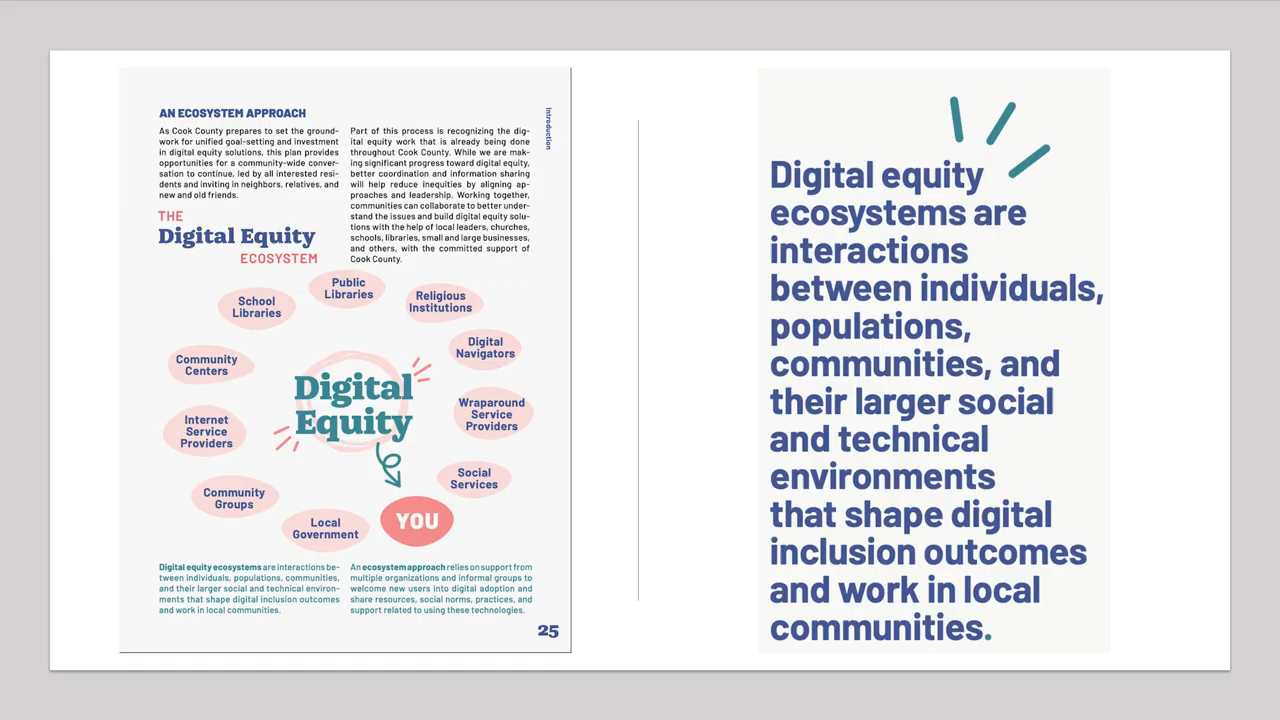 AN ECOSYSTEM APPROACH
As Cook County prepares to set the ground-
work for unified goal-setting and investment
in digital equity solutions, this plan provides
opportunities for a community-wide conver-
sation to continue, led by all interested resi-
dents and inviting in neighbors, relatives, and
new and old friends.
Part of this process is recognizing the dig-
ital equity work that is already being done
throughout Cook County. While we are mak-
ing significant progress toward digital equity,
better coordination and information sharing
will help reduce inequities by aligning ap-
proaches and leadership. Working together,
communities can collaborate to better under-
stand the issues and build digital equity solu-
tions with the help of local leaders, churches,
schools, libraries, small and large businesses,
and others, with the committed support of
Cook County.
Introduction
THE
Digital Equity
ECOSYSTEM
Public
Libraries
School
Libraries
Religious
Institutions
Digital
Navigators
Community
Centers
Digital
Equity
Wraparound
Service
Providers
Internet
Service
Providers
Social
Services
Community
Groups
YOU
Local
Government
Digital equity ecosystems are interactions be-
tween individuals, populations, communities,
and their larger social and technical environ-
ments that shape digital inclusion outcomes
and work in local communities.
An ecosystem approach relies on support from
multiple organizations and informal groups to
welcome new users into digital adoption and
share resources, social norms, practices, and
support related to using these technologies.
25
Digital equity
ecosystems are
interactions
between individuals,
populations,
communities, and
their larger social
and technical
environments
that shape digital
inclusion outcomes
and work in local
communities.